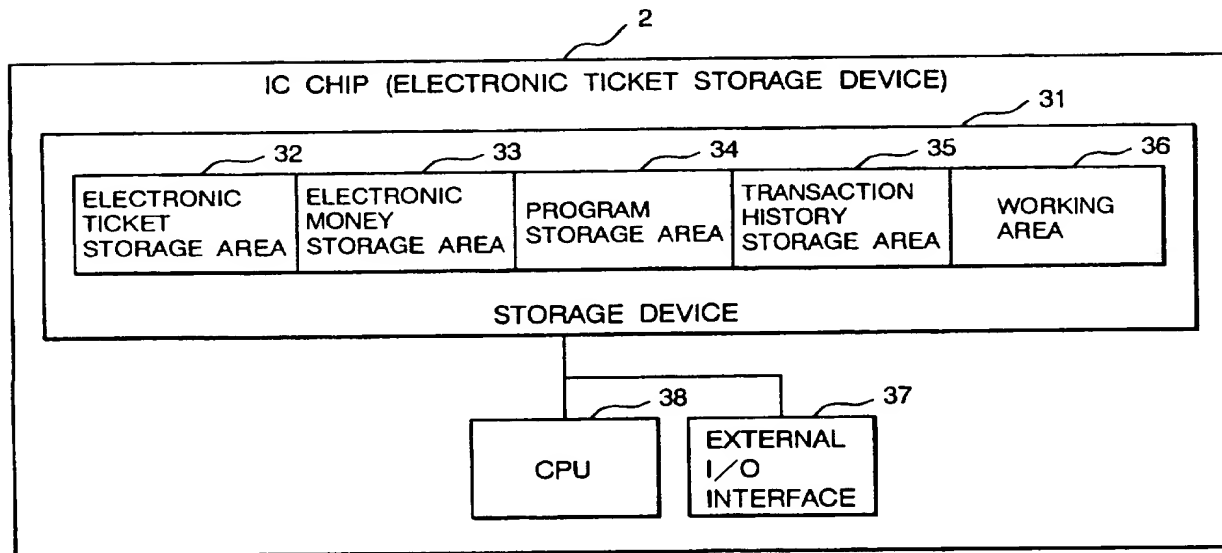 2
IC CHIP (ELECTRONIC TICKET STORAGE DEVICE)
31
32
33
34
35
36
ELECTRONIC
TICKET
STORAGE AREA
ELECTRONIC
MONEY
STORAGE AREA
PROGRAM
STORAGE AREA
TRANSACTION
HISTORY
STORAGE AREA
WORKING
AREA
STORAGE DEVICE
38
37
CPU
EXTERNAL
I/O
INTERFACE